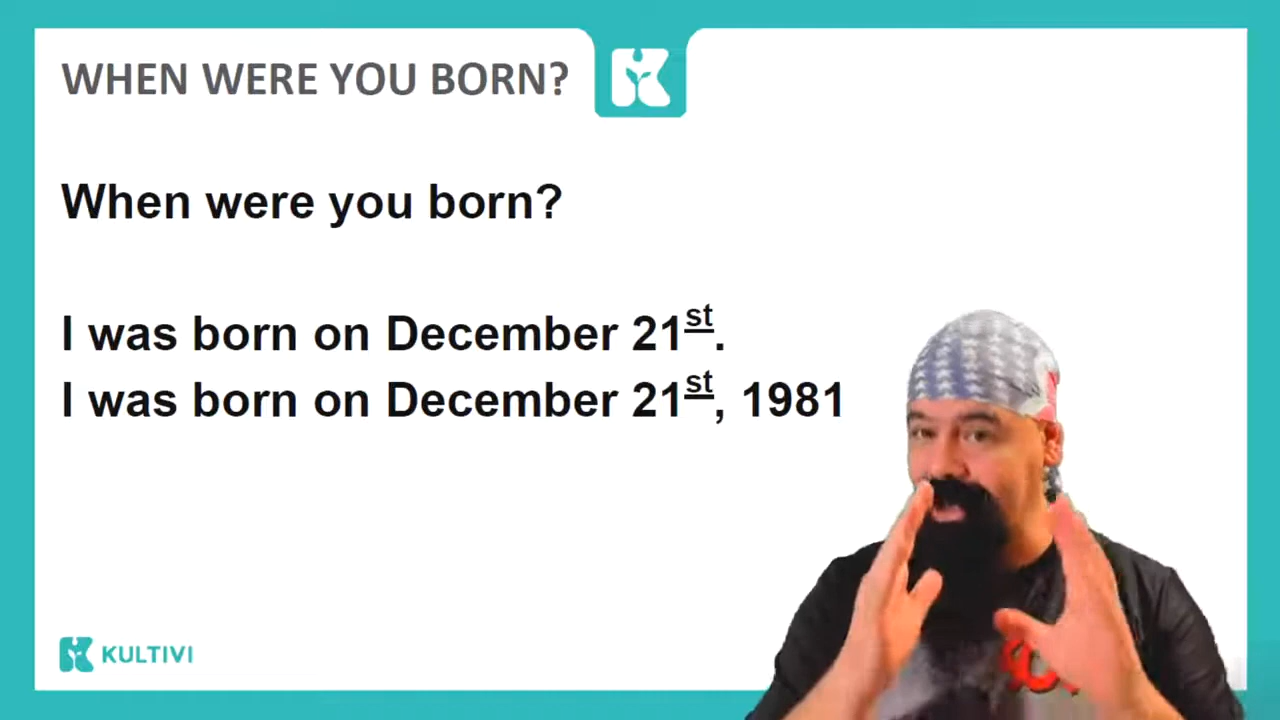 WHEN WERE YOU BORN?
When were you born?
I was born on December 21st.
I was born on December 21st, 1981
KULTIVI